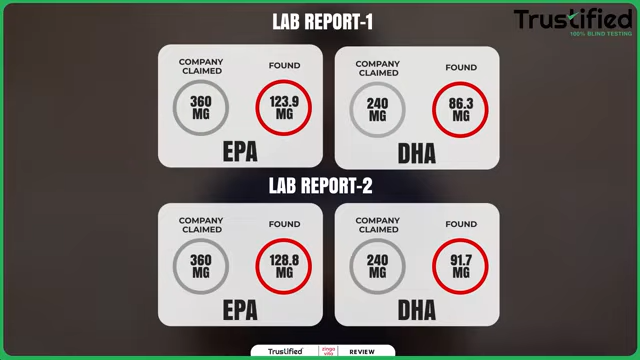 LAB REPORT-1
Trustified
100% BLIND TESTING
COMPANY CLAIMED
FOUND
360 MG
123.9 MG
EPA
COMPANY CLAIMED
FOUND
240 MG
86.3 MG
DHA
LAB REPORT-2
COMPANY CLAIMED
FOUND
360 MG
128.8 MG
EPA
COMPANY CLAIMED
FOUND
240 MG
91.7 MG
DHA
Trustified
zingavita
REVIEW